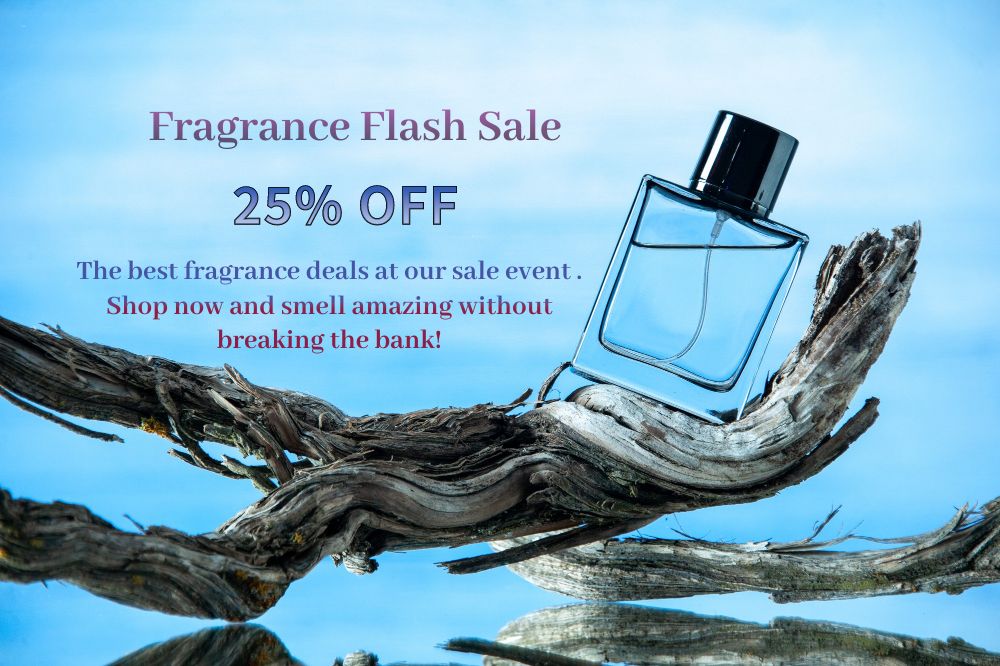 Fragrance Flash Sale
25% OFF
The best fragrance deals at our sale event .
Shop now and smell amazing without
breaking the bank!